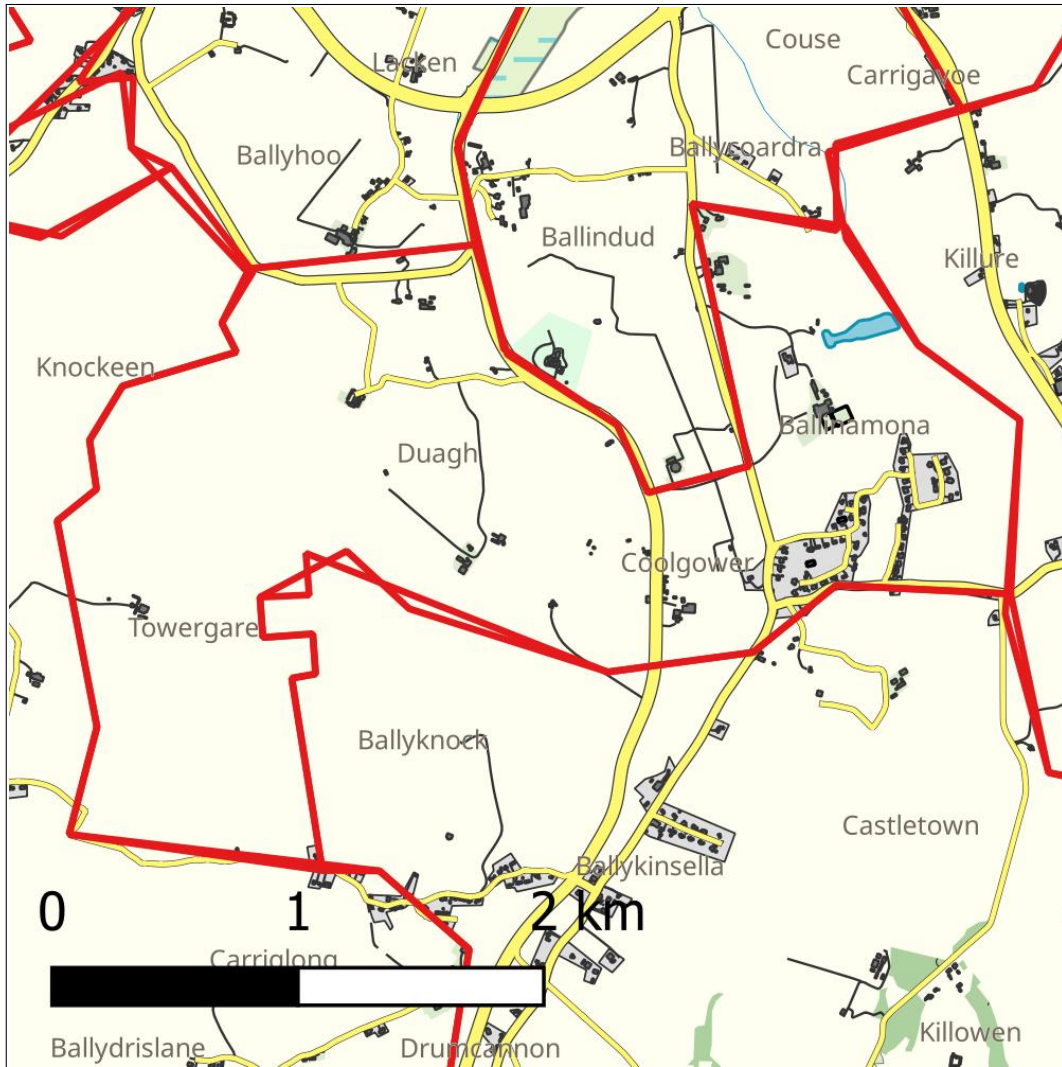 Couse
Lacken
Carrigavoe
Ballyhoo
Ballycoardra
Ballindud
Killure
Knockeen
Ballinamona
Duagh
Coolgower
Towergare
Ballyknock
Castletown
Ballykinsella
0 1 2 km
Carriglong
Killowen
Ballydrislane
Drumcannon